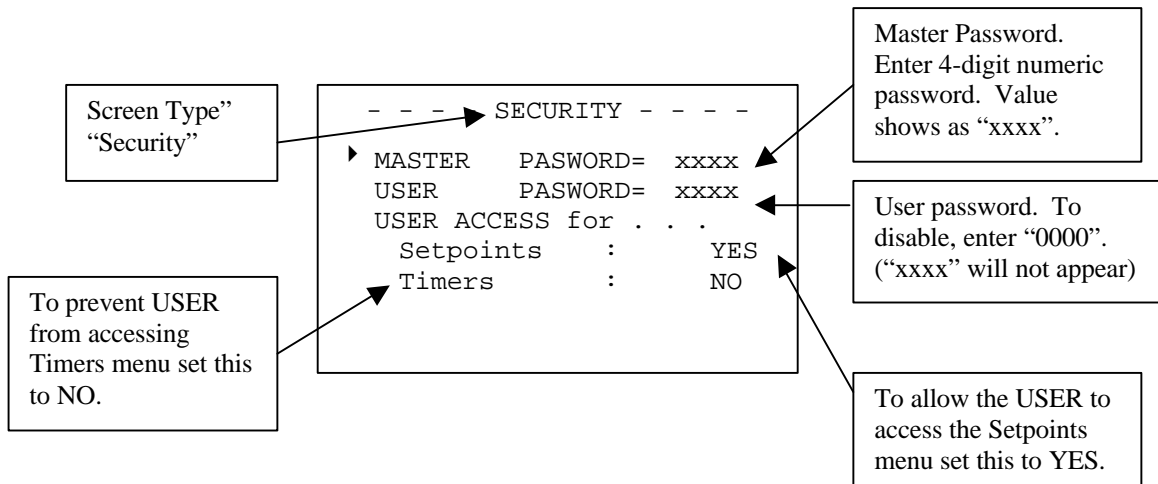 Master Password.
Enter 4-digit numeric
password. Value
shows as “xxxx”.
Screen Type”
“Security”
- - - - SECURITY - - - -
MASTER PASWORD= xxxx
USER PASWORD= xxxx
USER ACCESS for . . .
Setpoints : YES
Timers : NO
User password. To
disable, enter “0000”.
(“xxxx” will not appear)
To prevent USER
from accessing
Timers menu set this
to NO.
To allow the USER to
access the Setpoints
menu set this to YES.